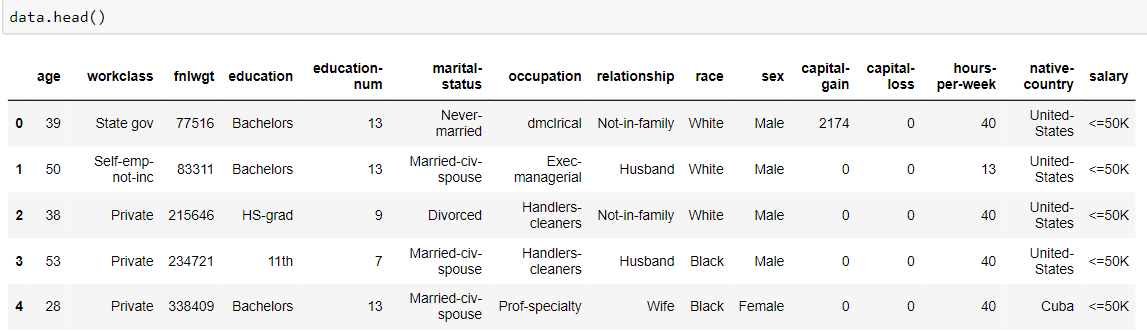 data.head()
age workclass fnlwgt education education-num marital-status occupation relationship race sex capital-gain capital-loss hours-per-week native-country salary
0 39 State gov 77516 Bachelors 13 Never-married dmclrical Not-in-family White Male 2174 0 40 United-States <=50K
1 50 Self-emp-not-inc 83311 Bachelors 13 Married-civ-spouse Exec-managerial Husband White Male 0 0 13 United-States <=50K
2 38 Private 215646 HS-grad 9 Divorced Handlers-cleaners Not-in-family White Male 0 0 40 United-States <=50K
3 53 Private 234721 11th 7 Married-civ-spouse Handlers-cleaners Husband Black Male 0 0 40 United-States <=50K
4 28 Private 338409 Bachelors 13 Married-civ-spouse Prof-specialty Wife Black Female 0 0 40 Cuba <=50K